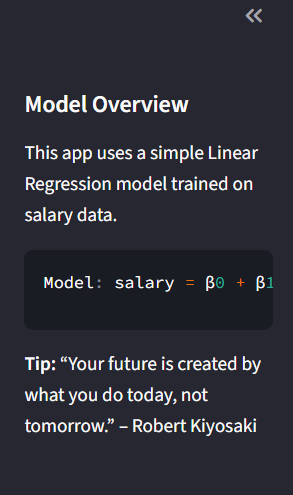 Model Overview
This app uses a simple Linear
Regression model trained on
salary data.
Model: salary = β0 + β1
Tip: “Your future is created by
what you do today, not
tomorrow.” – Robert Kiyosaki